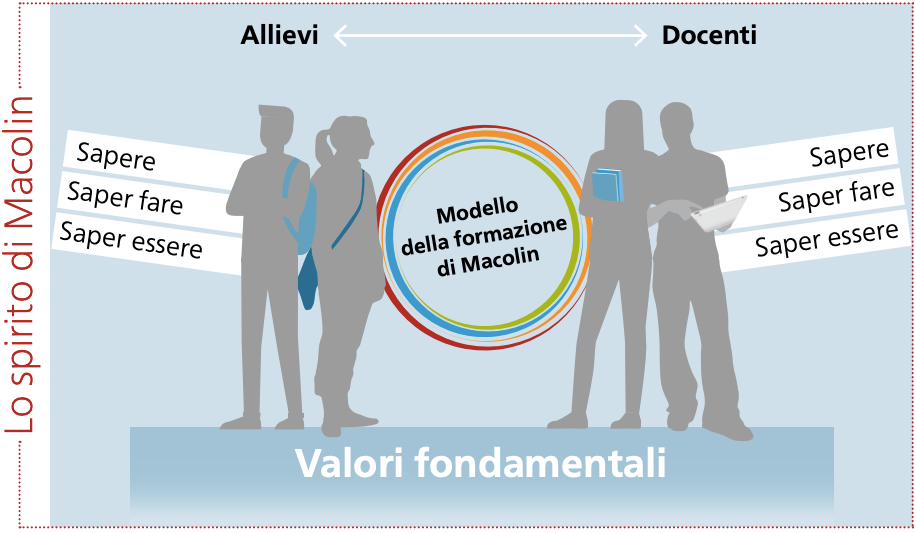 Lo spirito di Macolin
Allievi
Docenti
Sapere
Saper fare
Saper essere
Modello
della formazione
di Macolin
Sapere
Saper fare
Saper essere
Valori fondamentali